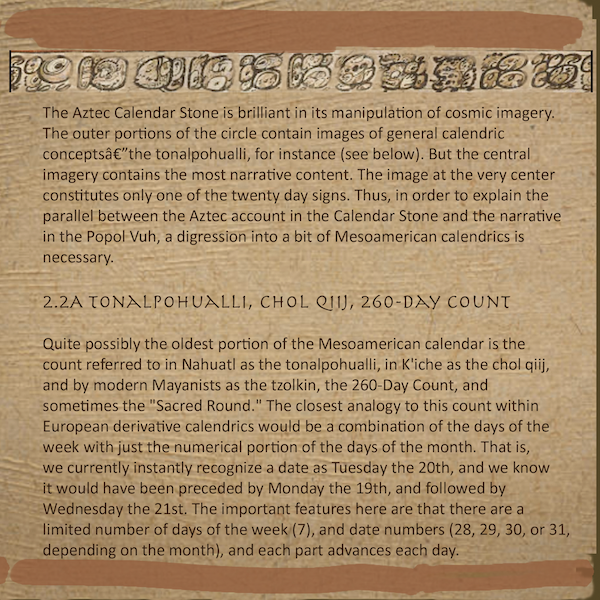 The Aztec Calendar Stone is brilliant in its manipulation of cosmic imagery.
The outer portions of the circle contain images of general calendric
conceptsâ€”the tonalpohualli, for instance (see below). But the central
imagery contains the most narrative content. The image at the very center
constitutes only one of the twenty day signs. Thus, in order to explain the
parallel between the Aztec account in the Calendar Stone and the narrative
in the Popol Vuh, a digression into a bit of Mesoamerican calendrics is
necessary.
2.2A TONALPOHUALLI, CHOL QIIJ, 260-DAY COUNT
Quite possibly the oldest portion of the Mesoamerican calendar is the
count referred to in Nahuatl as the tonalpohualli, in K'iche as the chol qiij,
and by modern Mayanists as the tzolkin, the 260-Day Count, and
sometimes the "Sacred Round." The closest analogy to this count within
European derivative calendrics would be a combination of the days of the
week with just the numerical portion of the days of the month. That is,
we currently instantly recognize a date as Tuesday the 20th, and we know
it would have been preceded by Monday the 19th, and followed by
Wednesday the 21st. The important features here are that there are a
limited number of days of the week (7), and date numbers (28, 29, 30, or 31,
depending on the month), and each part advances each day.